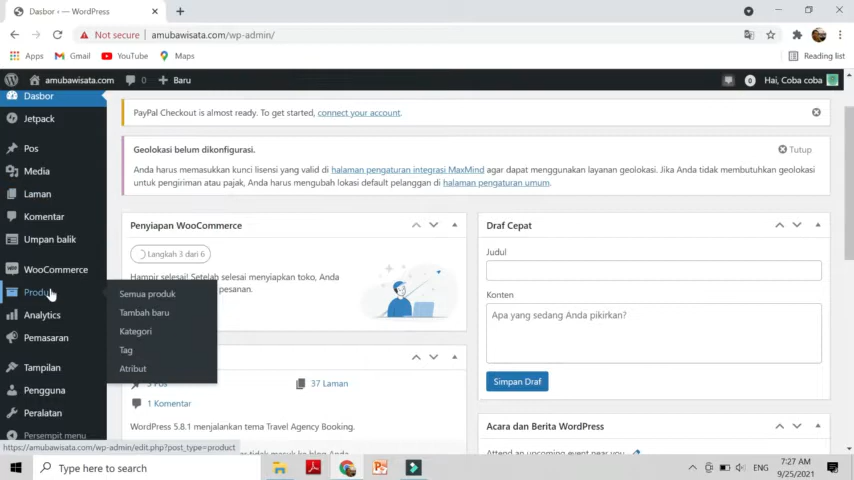 Dasbor ‹ — WordPress
Not secure | amubawisata.com/wp-admin/
Apps Gmail YouTube Maps Reading list
amubawisata.com 0 + Baru 0 Hai, Coba coba
Dasbor
Jetpack
Pos
Media
Laman
Komentar
Umpan balik
WooCommerce
Produk
Analytics
Pemasaran
Tampilan
Pengguna
Peralatan
Persempit menu
Semua produk
Tambah baru
Kategori
Tag
Atribut
PayPal Checkout is almost ready. To get started, connect your account.
Geolokasi belum dikonfigurasi.
Tutup
Anda harus memasukkan kunci lisensi yang valid di halaman pengaturan integrasi MaxMind agar dapat menggunakan layanan geolokasi. Jika Anda tidak membutuhkan geolokasi
untuk pengiriman atau pajak, Anda harus mengubah lokasi default pelanggan di halaman pengaturan umum.
Penyiapan WooCommerce
Langkah 3 dari 6
Hampir selesai! Setelah selesai menyiapkan toko, Anda
pesanan.
5 Pos
37 Laman
1 Komentar
WordPress 5.8.1 menjalankan tema Travel Agency Booking.
Draf Cepat
Judul
Konten
Apa yang sedang Anda pikirkan?
Simpan Draf
Acara dan Berita WordPress
https://amubawisata.com/wp-admin/edit.php?post_type=product
Type here to search
ENG
7:27 AM
9/25/2021